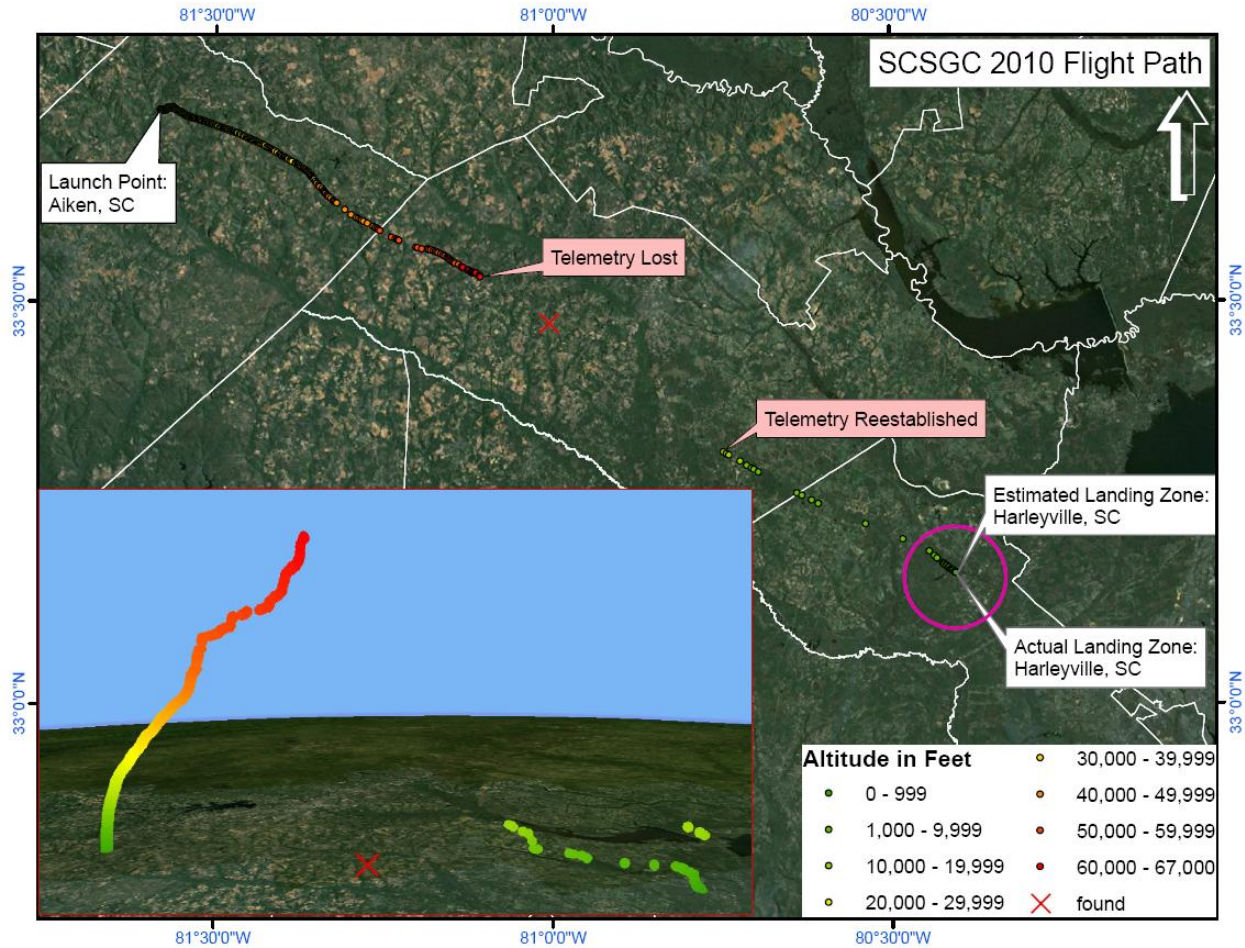 81°30'0"W
81°0'0"W
80°30'0"W
SCSGC 2010 Flight Path
Launch Point:
Aiken, SC
Telemetry Lost
33°30'0"N
33°30'0"N
Telemetry Reestablished
Estimated Landing Zone:
Harleyville, SC
Actual Landing Zone:
Harleyville, SC
33°0'0"N
33°0'0"N
Altitude in Feet
0 - 999
1,000 - 9,999
10,000 - 19,999
20,000 - 29,999
30,000 - 39,999
40,000 - 49,999
50,000 - 59,999
60,000 - 67,000
found
81°30'0"W
81°0'0"W
80°30'0"W